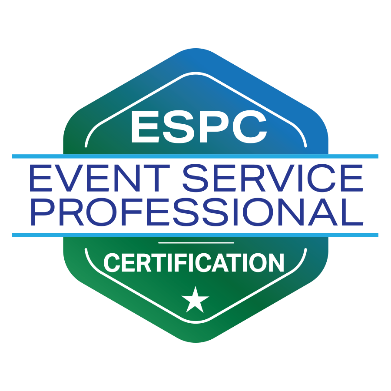 ESPC
EVENT SERVICE
PROFESSIONAL
CERTIFICATION